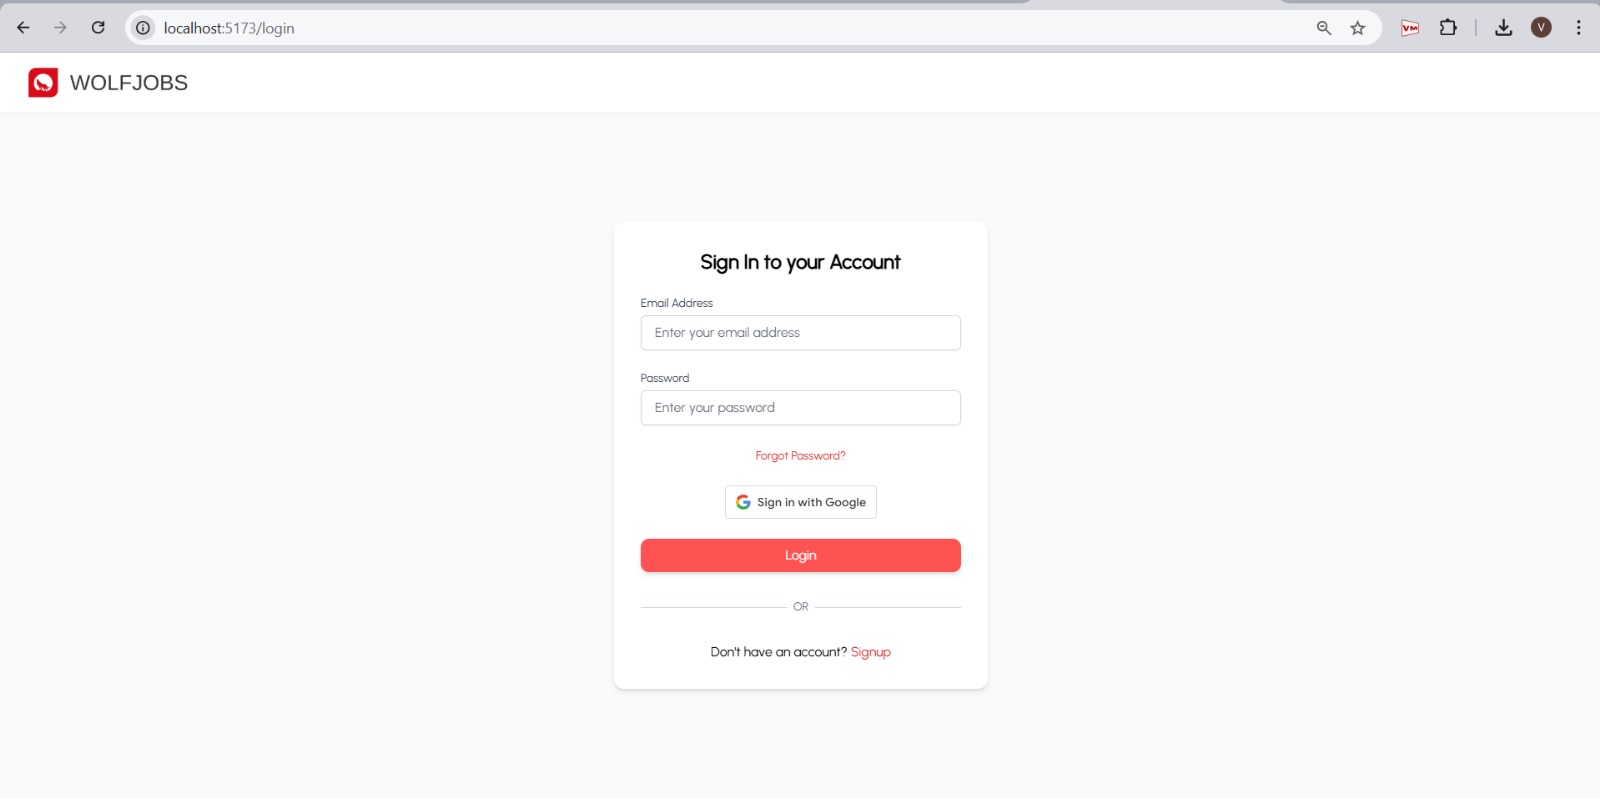 localhost:5173/login
VM
V
WOLFJOBS
Sign In to your Account
Email Address
Enter your email address
Password
Enter your password
Forgot Password?
Sign in with Google
Login
OR
Don't have an account? Signup